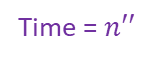 Time = n′′